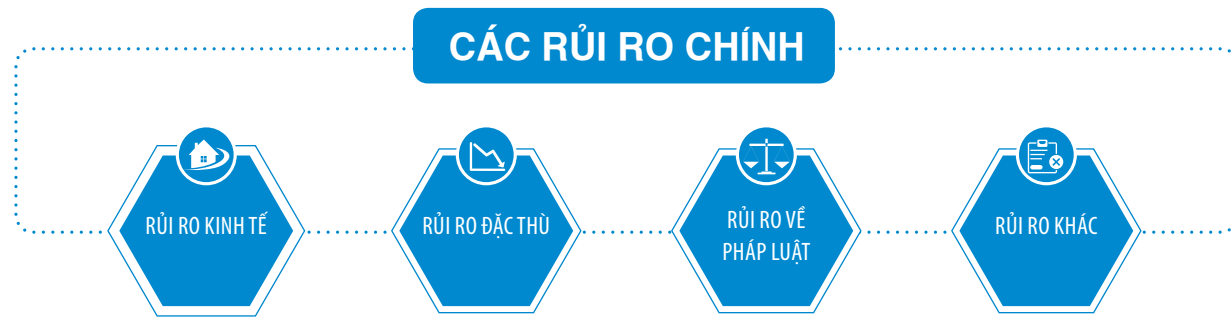 CÁC RỦI RO CHÍNH
RỦI RO KINH TẾ
RỦI RO ĐẶC THÙ
RỦI RO VỀ
PHÁP LUẬT
RỦI RO KHÁC